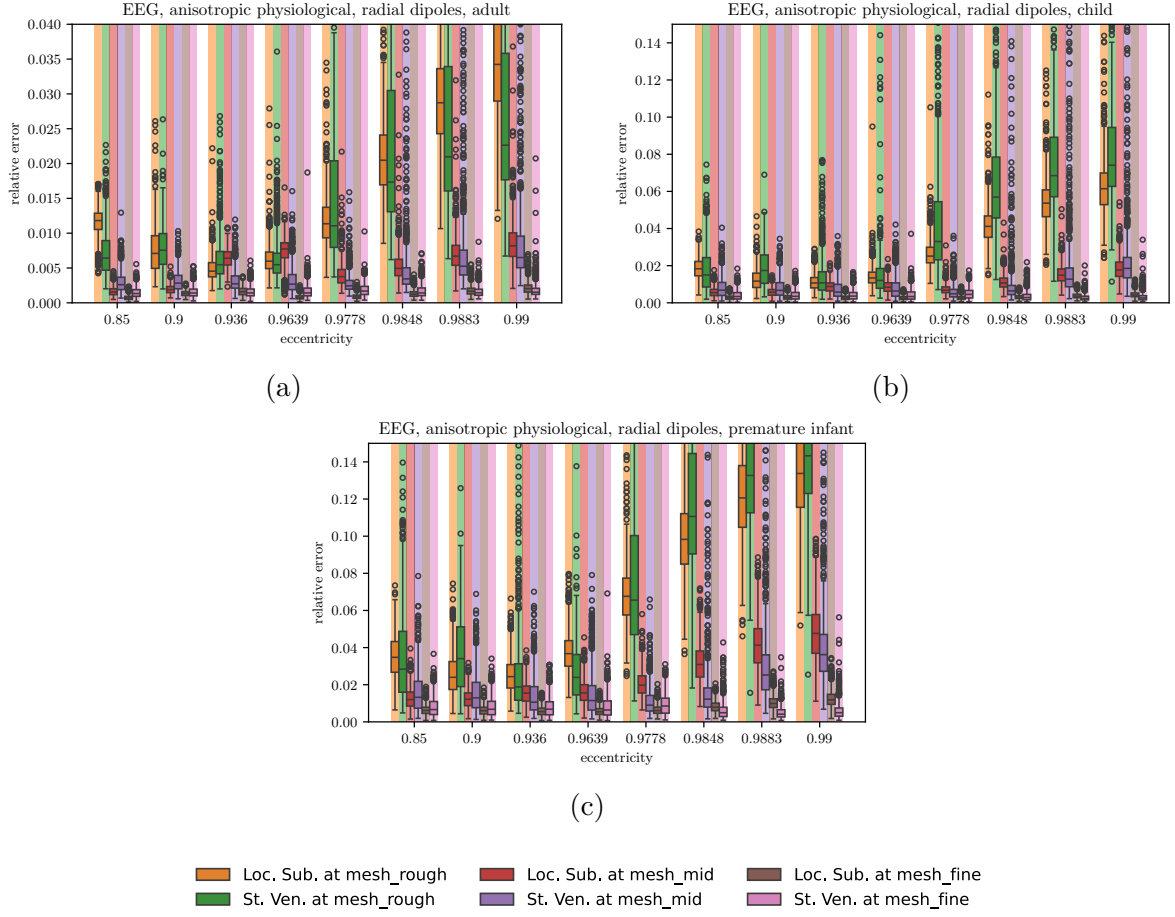 EEG, anisotropic physiological, radial dipoles, adult
0.040
0.035
0.030
0.025
0.020
0.015
0.010
0.005
0.000
relative error
0.85 0.9 0.936 0.9639 0.9778 0.9848 0.9883 0.99
eccentricity
(a)
EEG, anisotropic physiological, radial dipoles, child
0.14
0.12
0.10
0.08
0.06
0.04
0.02
0.00
relative error
0.85 0.9 0.936 0.9639 0.9778 0.9848 0.9883 0.99
eccentricity
(b)
EEG, anisotropic physiological, radial dipoles, premature infant
0.14
0.12
0.10
0.08
0.06
0.04
0.02
0.00
relative error
0.85 0.9 0.936 0.9639 0.9778 0.9848 0.9883 0.99
eccentricity
(c)
Loc. Sub. at mesh_rough Loc. Sub. at mesh_mid Loc. Sub. at mesh_fine
St. Ven. at mesh_rough St. Ven. at mesh_mid St. Ven. at mesh_fine